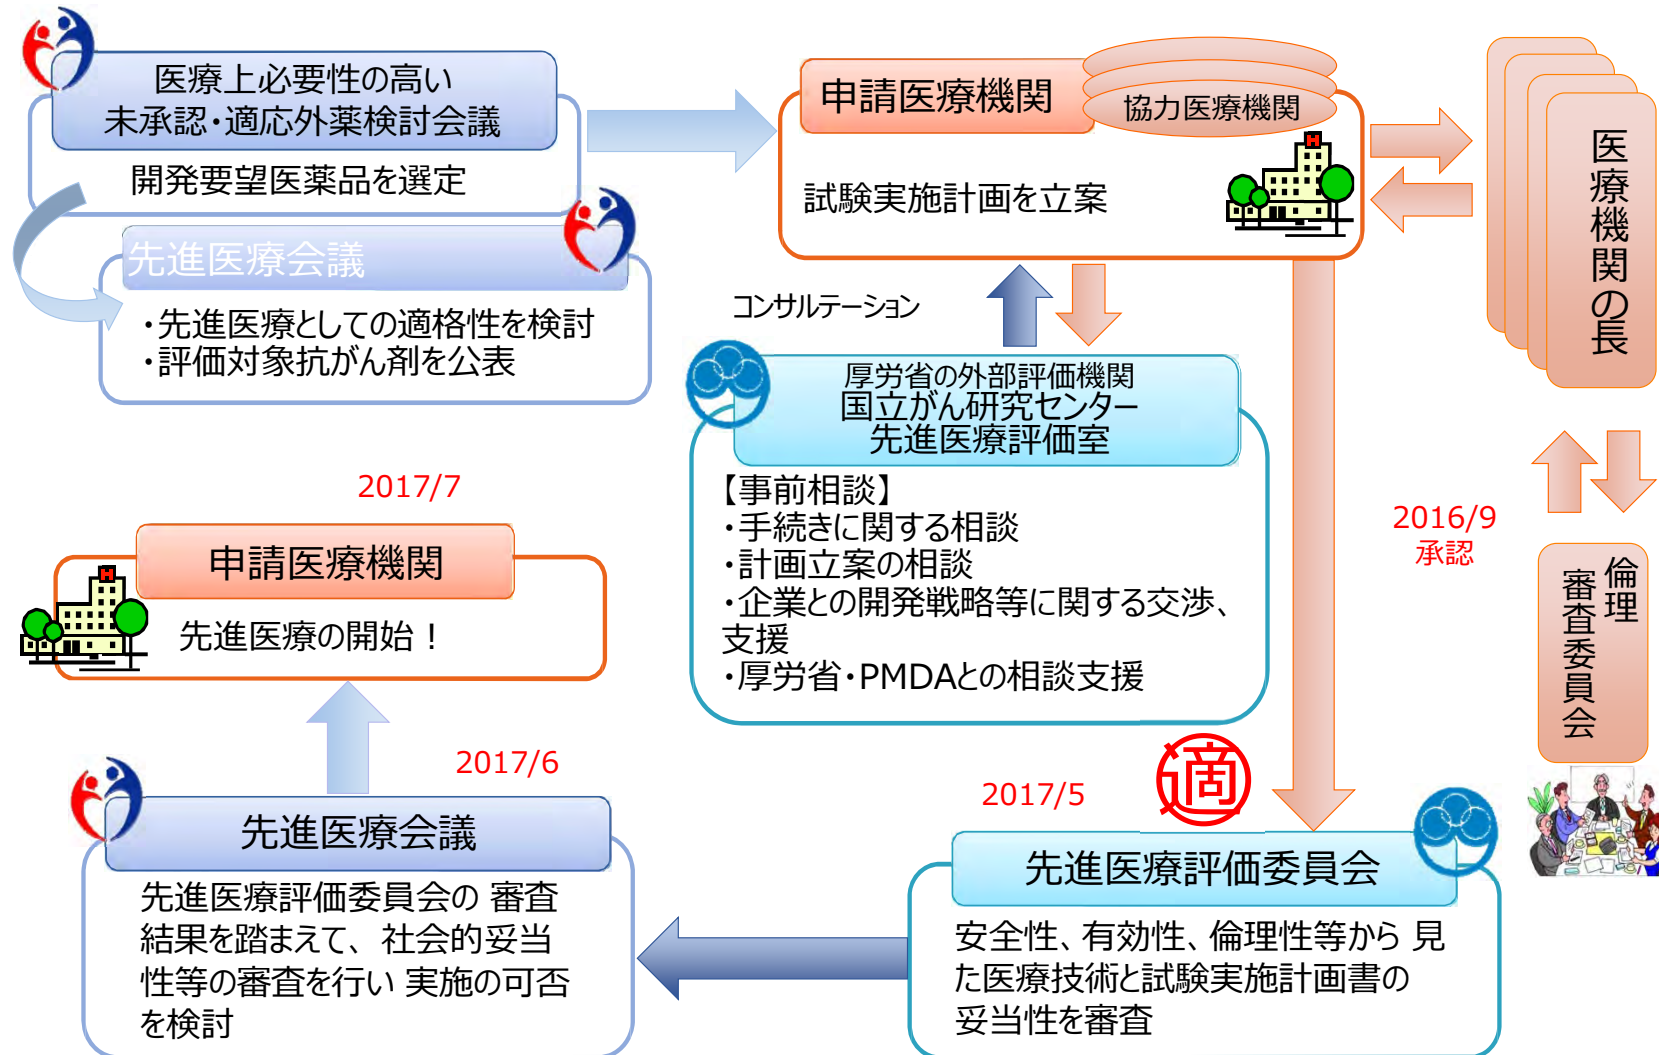 医療上必要性の高い
未承認・適応外薬検討会議
開発要望医薬品を選定
先進医療会議
・先進医療としての適格性を検討
・評価対象抗がん剤を公表
申請医療機関
協力医療機関
試験実施計画を立案
医療機関の長
コンサルテーション
厚労省の外部評価機関
国立がん研究センター
先進医療評価室
【事前相談】
・手続きに関する相談
・計画立案の相談
・企業との開発戦略等に関する交渉、
支援
・厚労省・PMDAとの相談支援
2016/9
承認
倫理
審査委員会
2017/5
適
先進医療評価委員会
安全性、有効性、倫理性等から 見
た医療技術と試験実施計画書の
妥当性を審査
2017/6
先進医療会議
先進医療評価委員会の 審査
結果を踏まえて、社会的妥当
性等の審査を行い 実施の可否
を検討
2017/7
申請医療機関
H
先進医療の開始！
H